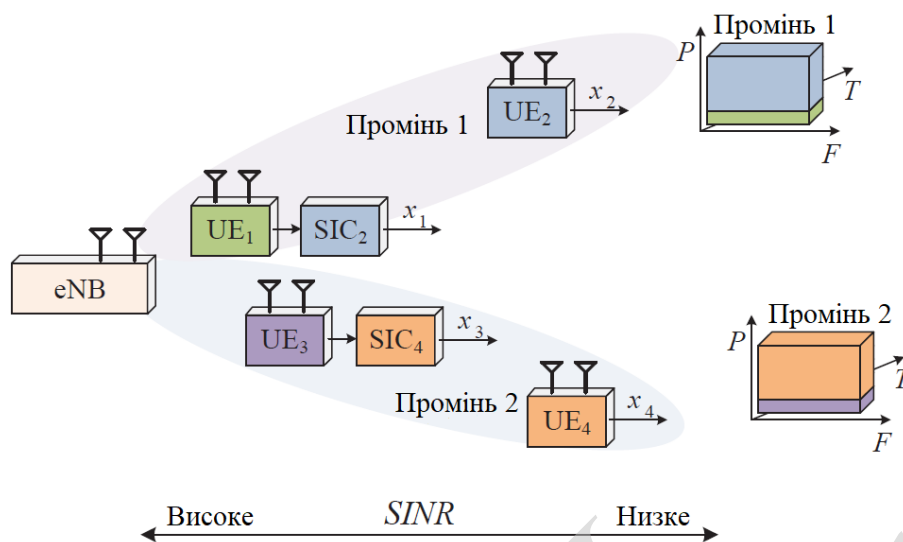 Промінь 1
P
T
F
Промінь 1
UE₂
x₂
UE₁
SIC₂
x₁
eNB
UE₃
SIC₄
x₃
Промінь 2
P
T
F
Промінь 2
UE₄
x₄
Високе
SINR
Низке